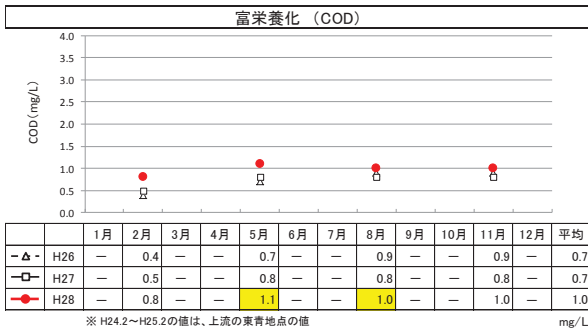 富栄養化 （COD）
COD(mg/L)
4.0
3.5
3.0
2.5
2.0
1.5
1.0
0.5
0.0
1月 2月 3月 4月 5月 6月 7月 8月 9月 10月 11月 12月 平均
H26 － 0.4 － － 0.7 － － 0.9 － － 0.9 － 0.7
H27 － 0.5 － － 0.8 － － 0.8 － － 0.8 － 0.7
H28 － 0.8 － － 1.1 － － 1.0 － － 1.0 － 1.0
※ H24.2～H25.2の値は、上流の東青地点の値 mg/L